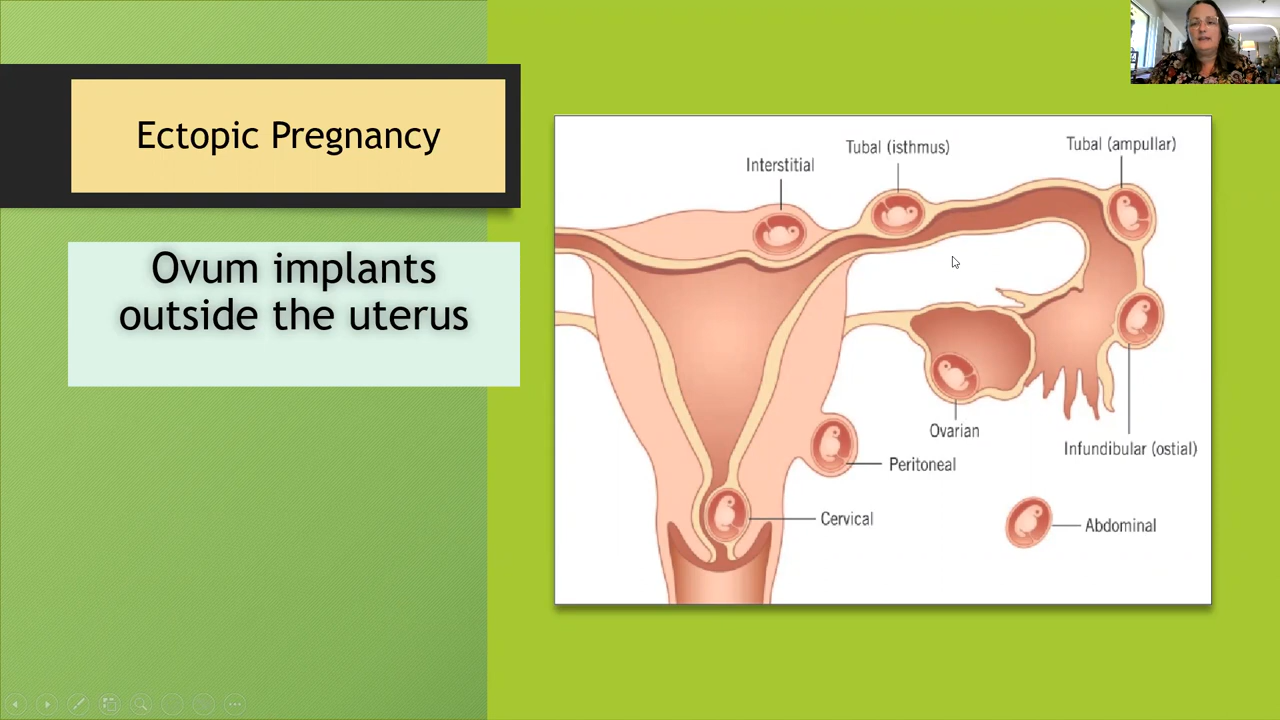 Ectopic Pregnancy
Ovum implants
outside the uterus
Interstitial
Tubal (isthmus)
Tubal (ampullar)
Ovarian
Infundibular (ostial)
Peritoneal
Cervical
Abdominal